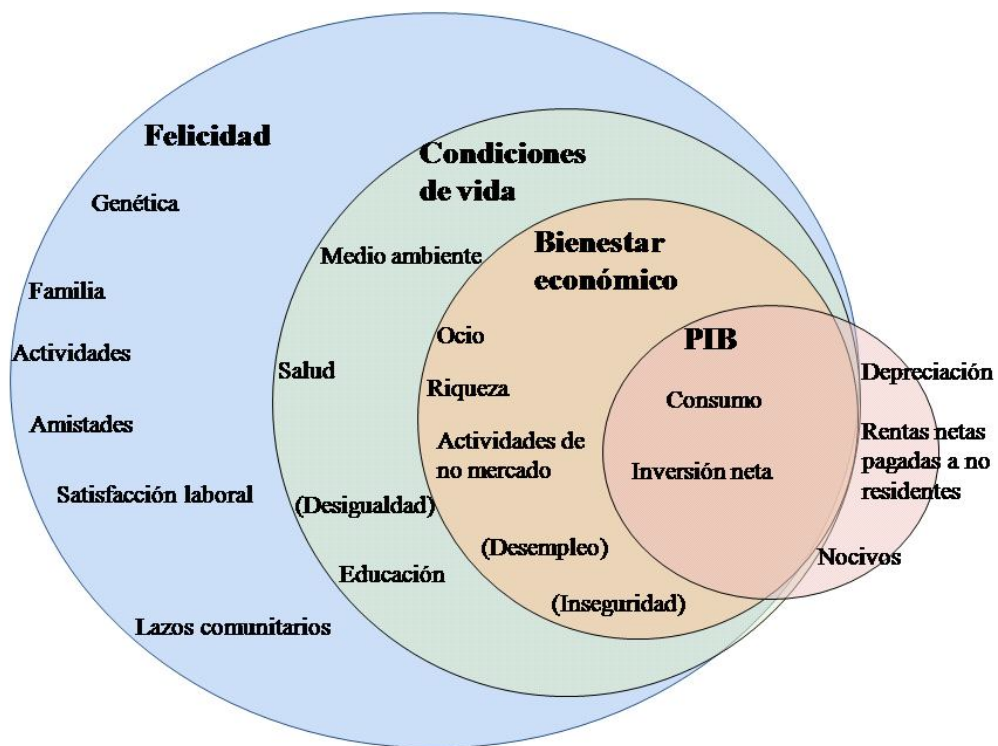 Felicidad
Genética
Familia
Actividades
Amistades
Satisfacción laboral
Lazos comunitarios
Condiciones
de vida
Medio ambiente
Salud
(Desigualdad)
Educación
Bienestar
económico
Ocio
Riqueza
Actividades de
no mercado
(Desempleo)
(Inseguridad)
PIB
Consumo
Inversión neta
Depreciación
Rentas netas
pagadas a no
residentes
Nocivos